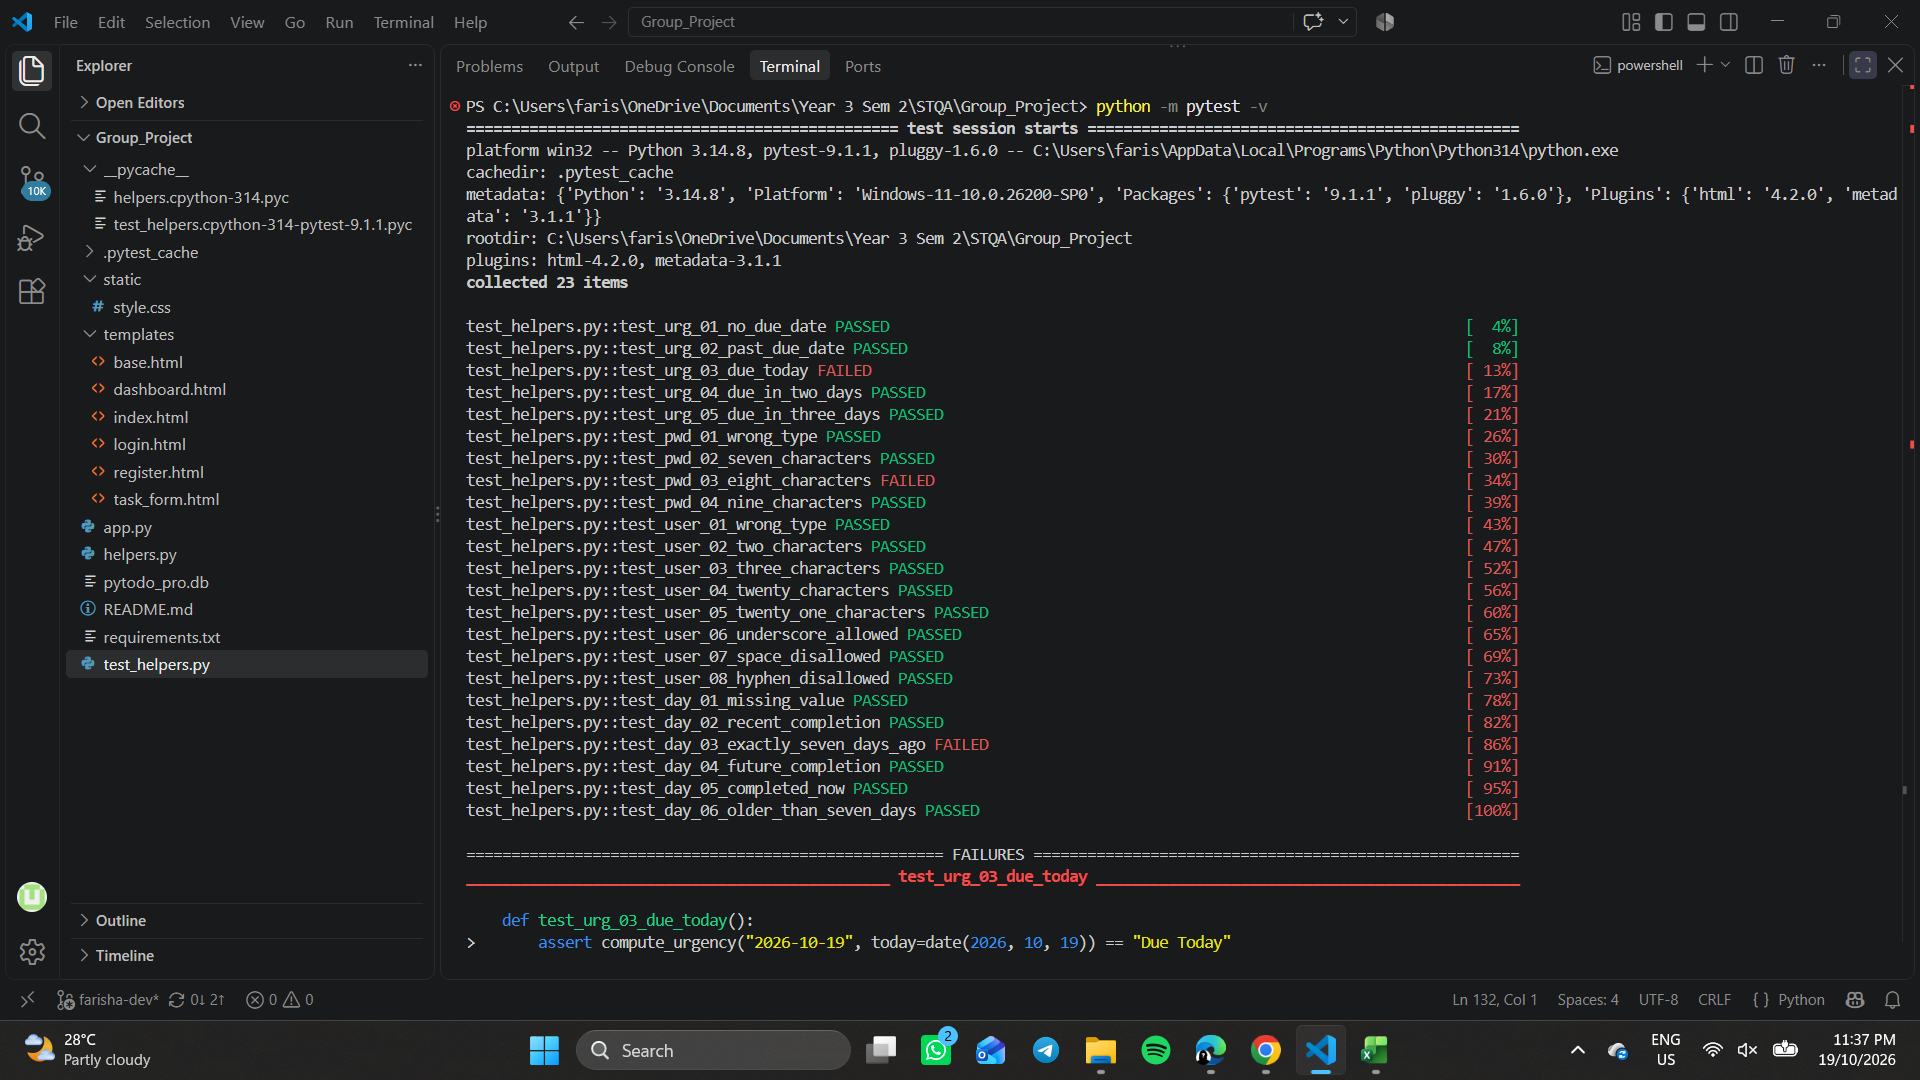 File Edit Selection View Go Run Terminal Help
Group_Project
Explorer
Open Editors
Group_Project
__pycache__
helpers.cpython-314.pyc
test_helpers.cpython-314-pytest-9.1.1.pyc
.pytest_cache
static
style.css
templates
base.html
dashboard.html
index.html
login.html
register.html
task_form.html
app.py
helpers.py
pytodo_pro.db
README.md
requirements.txt
test_helpers.py
10K
Outline
Timeline
Problems Output Debug Console Terminal Ports
powershell
PS C:\Users\faris\OneDrive\Documents\Year 3 Sem 2\STQA\Group_Project> python -m pytest -v
================================================ test session starts ================================================
platform win32 -- Python 3.14.8, pytest-9.1.1, pluggy-1.6.0 -- C:\Users\faris\AppData\Local\Programs\Python\Python314\python.exe
cachedir: .pytest_cache
metadata: {'Python': '3.14.8', 'Platform': 'Windows-11-10.0.26200-SP0', 'Packages': {'pytest': '9.1.1', 'pluggy': '1.6.0'}, 'Plugins': {'html': '4.2.0', 'metad
ata': '3.1.1'}}
rootdir: C:\Users\faris\OneDrive\Documents\Year 3 Sem 2\STQA\Group_Project
plugins: html-4.2.0, metadata-3.1.1
collected 23 items
test_helpers.py::test_urg_01_no_due_date PASSED [  4%]
test_helpers.py::test_urg_02_past_due_date PASSED [  8%]
test_helpers.py::test_urg_03_due_today FAILED [ 13%]
test_helpers.py::test_urg_04_due_in_two_days PASSED [ 17%]
test_helpers.py::test_urg_05_due_in_three_days PASSED [ 21%]
test_helpers.py::test_pwd_01_wrong_type PASSED [ 26%]
test_helpers.py::test_pwd_02_seven_characters PASSED [ 30%]
test_helpers.py::test_pwd_03_eight_characters FAILED [ 34%]
test_helpers.py::test_pwd_04_nine_characters PASSED [ 39%]
test_helpers.py::test_user_01_wrong_type PASSED [ 43%]
test_helpers.py::test_user_02_two_characters PASSED [ 47%]
test_helpers.py::test_user_03_three_characters PASSED [ 52%]
test_helpers.py::test_user_04_twenty_characters PASSED [ 56%]
test_helpers.py::test_user_05_twenty_one_characters PASSED [ 60%]
test_helpers.py::test_user_06_underscore_allowed PASSED [ 65%]
test_helpers.py::test_user_07_space_disallowed PASSED [ 69%]
test_helpers.py::test_user_08_hyphen_disallowed PASSED [ 73%]
test_helpers.py::test_day_01_missing_value PASSED [ 78%]
test_helpers.py::test_day_02_recent_completion PASSED [ 82%]
test_helpers.py::test_day_03_exactly_seven_days_ago FAILED [ 86%]
test_helpers.py::test_day_04_future_completion PASSED [ 91%]
test_helpers.py::test_day_05_completed_now PASSED [ 95%]
test_helpers.py::test_day_06_older_than_seven_days PASSED [100%]
===================================================== FAILURES ======================================================
_______________________________________________ test_urg_03_due_today _______________________________________________
def test_urg_03_due_today():
> assert compute_urgency("2026-10-19", today=date(2026, 10, 19)) == "Due Today"
farisha-dev* 0↓ 2↑ 0 0
Ln 132, Col 1 Spaces: 4 UTF-8 CRLF { } Python
28°C
Partly cloudy
Search
2
ENG
US
11:37 PM
19/10/2026